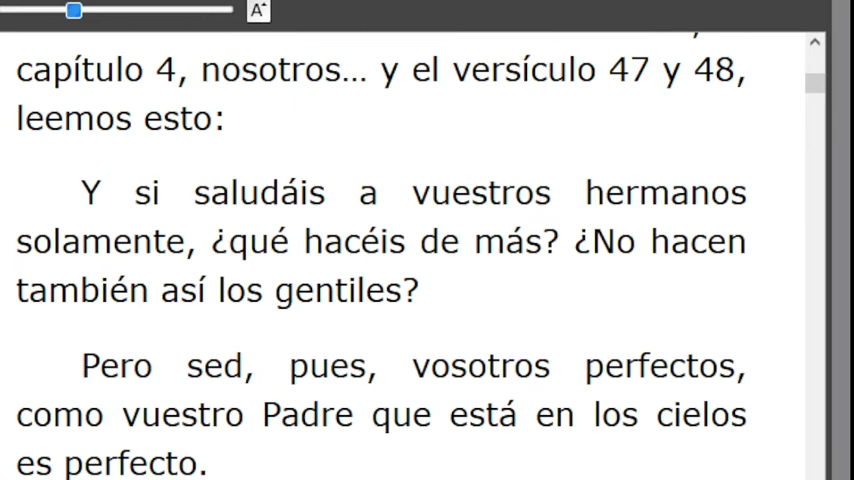 A
capítulo 4, nosotros... y el versículo 47 y 48,
leemos esto:
Y si saludáis a vuestros hermanos
solamente, ¿qué hacéis de más? ¿No hacen
también así los gentiles?
Pero sed, pues, vosotros perfectos,
como vuestro Padre que está en los cielos
es perfecto.